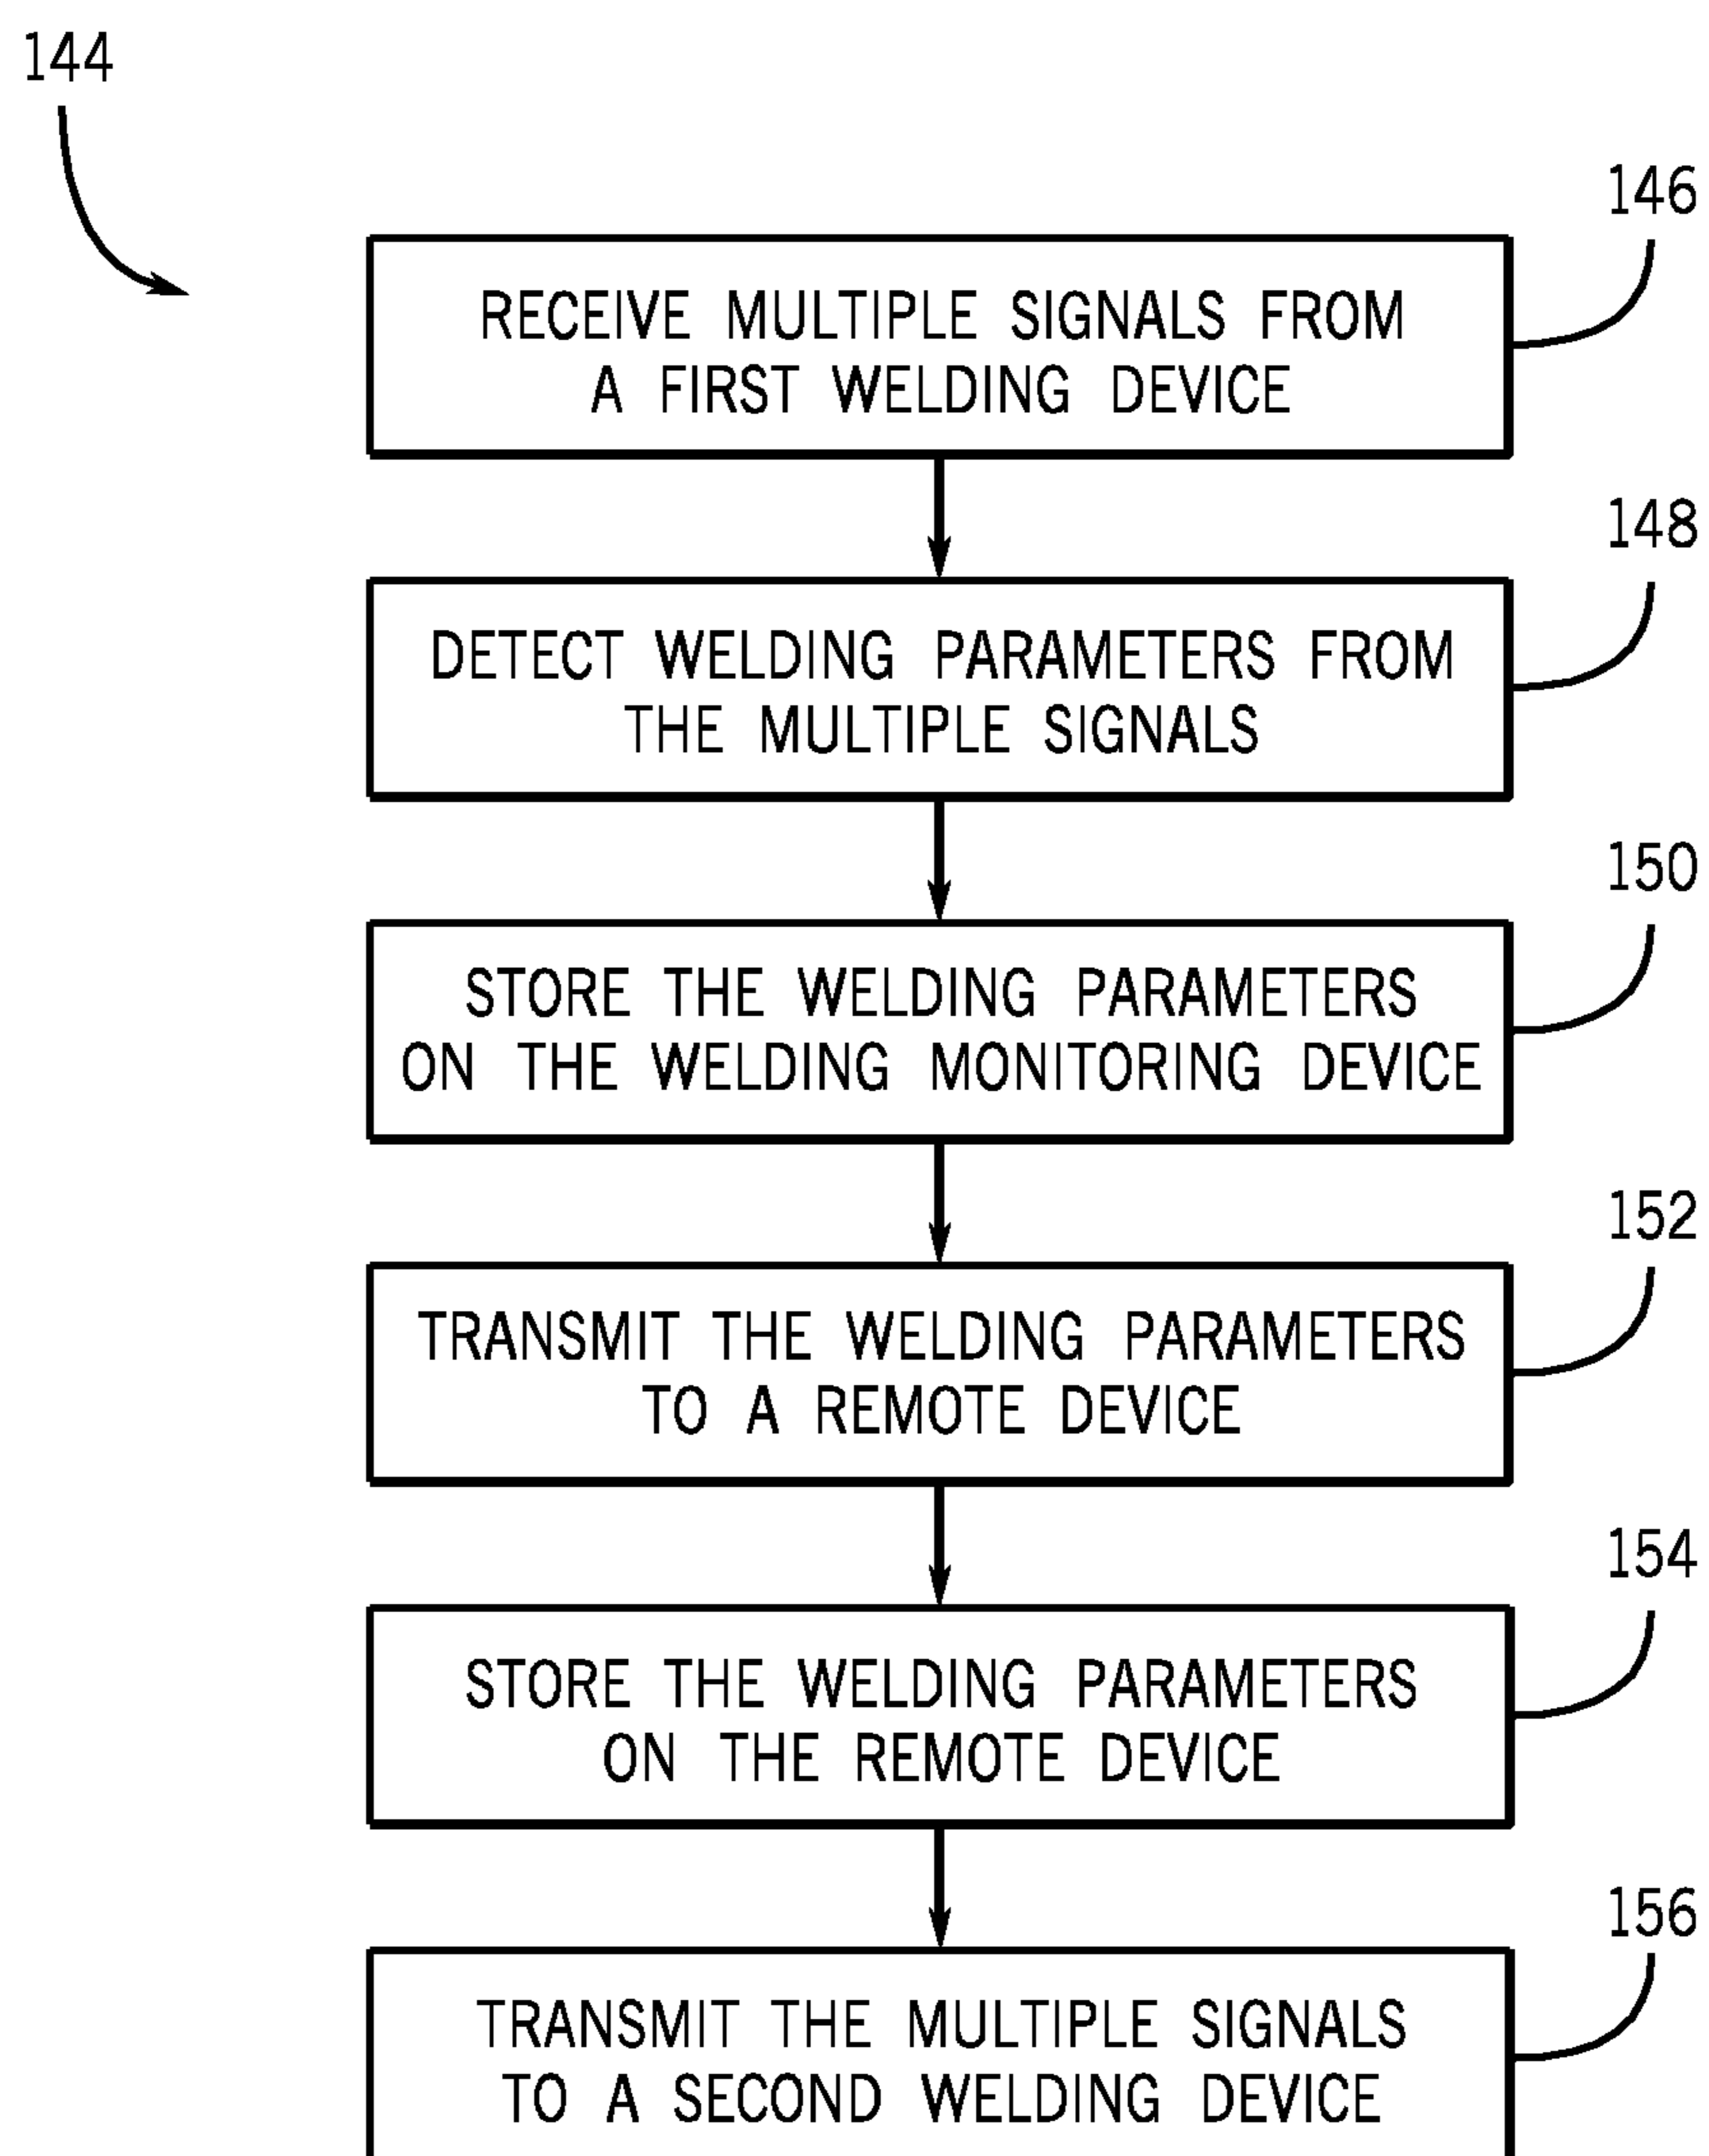 144
146
RECEIVE MULTIPLE SIGNALS FROM
A FIRST WELDING DEVICE
148
DETECT WELDING PARAMETERS FROM
THE MULTIPLE SIGNALS
150
STORE THE WELDING PARAMETERS
ON THE WELDING MONITORING DEVICE
152
TRANSMIT THE WELDING PARAMETERS
TO A REMOTE DEVICE
154
STORE THE WELDING PARAMETERS
ON THE REMOTE DEVICE
156
TRANSMIT THE MULTIPLE SIGNALS
TO A SECOND WELDING DEVICE